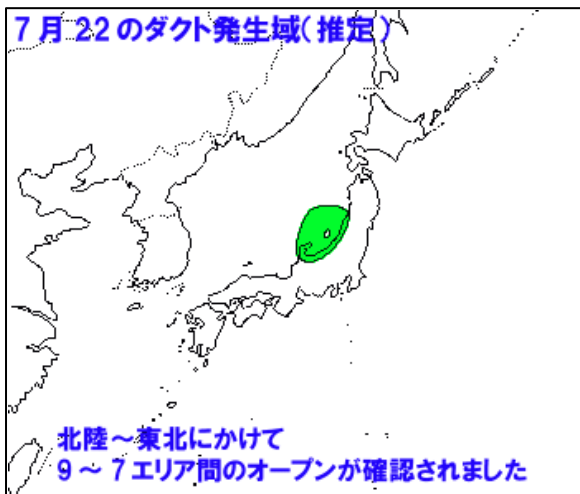 7月22のダクト発生域(推定)
北陸~東北にかけて
9~7エリア間のオープンが確認されました